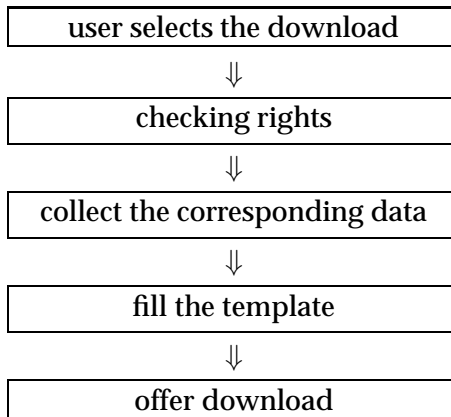 user selects the download
⇓
checking rights
⇓
collect the corresponding data
⇓
fill the template
⇓
offer download